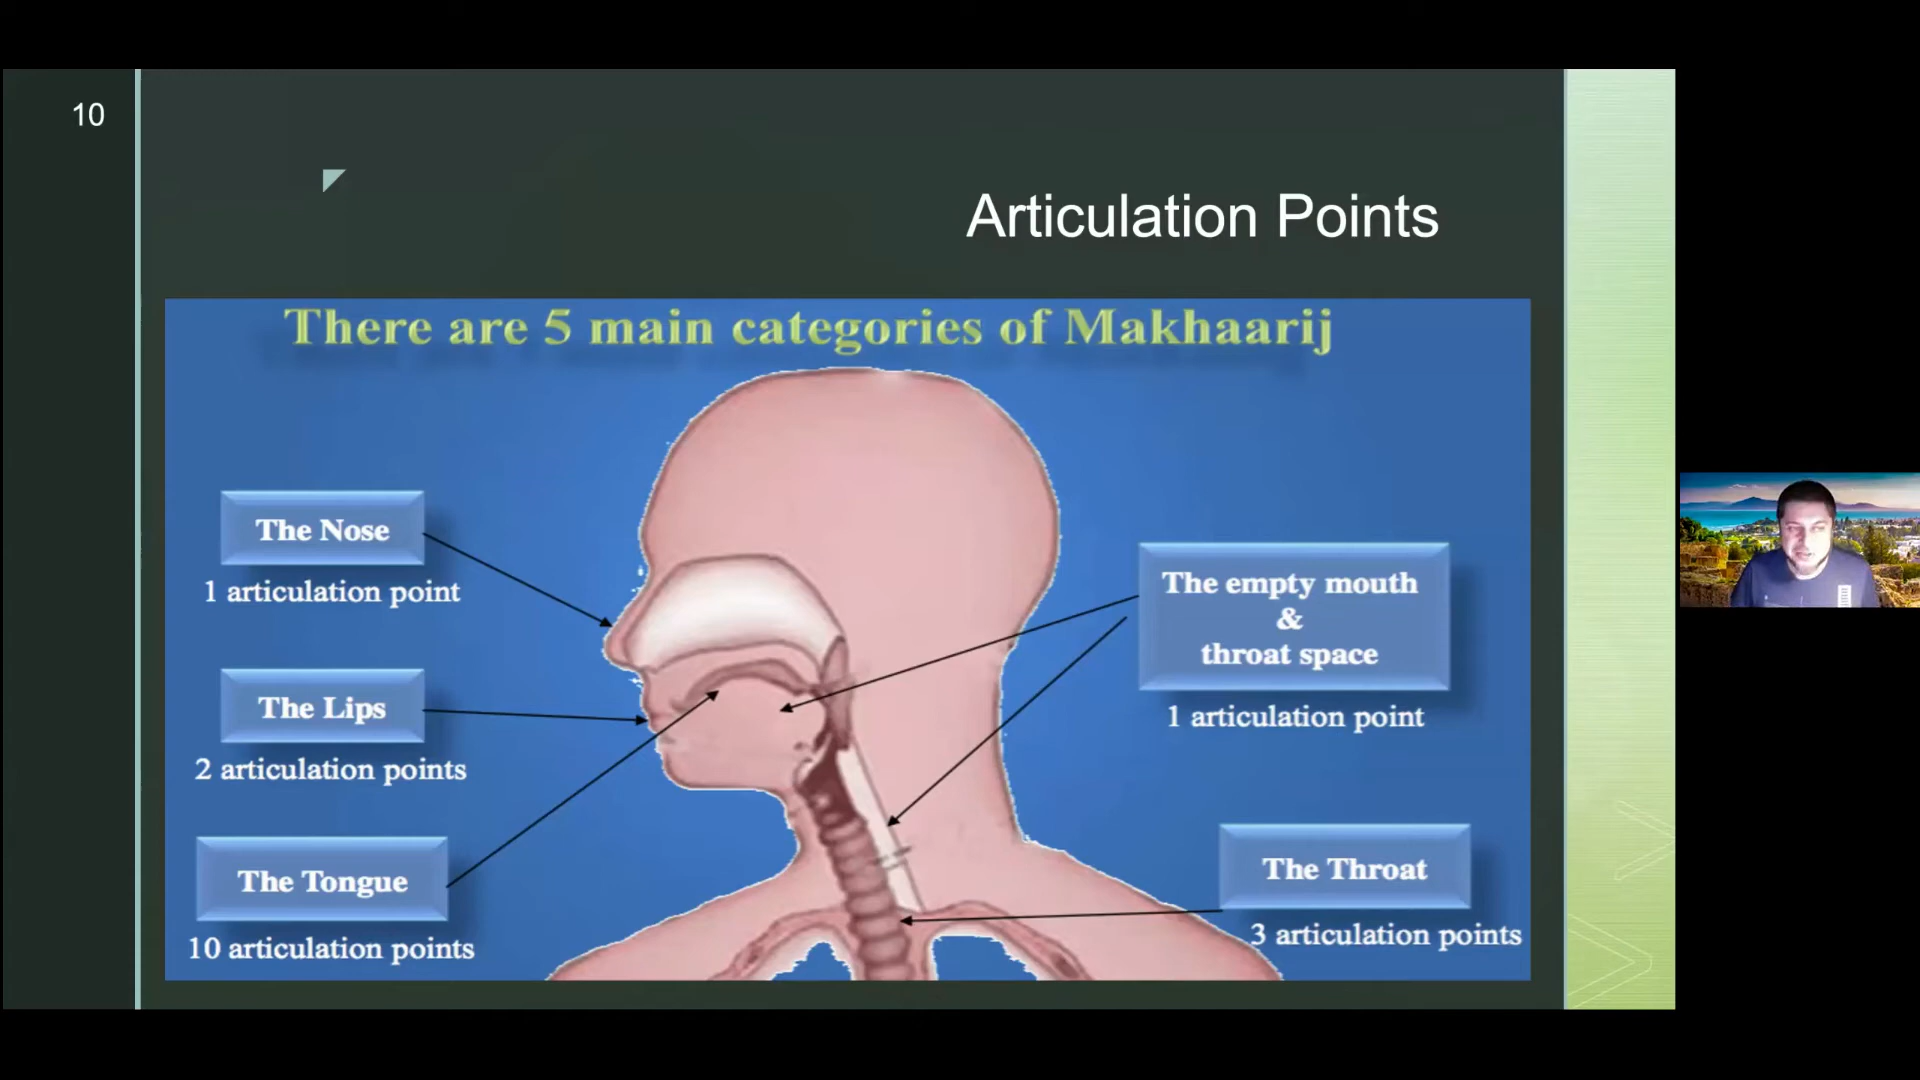 10
Articulation Points
There are 5 main categories of Makhaarij
The Nose
1 articulation point
The Lips
2 articulation points
The Tongue
10 articulation points
The empty mouth
&
throat space
1 articulation point
The Throat
3 articulation points